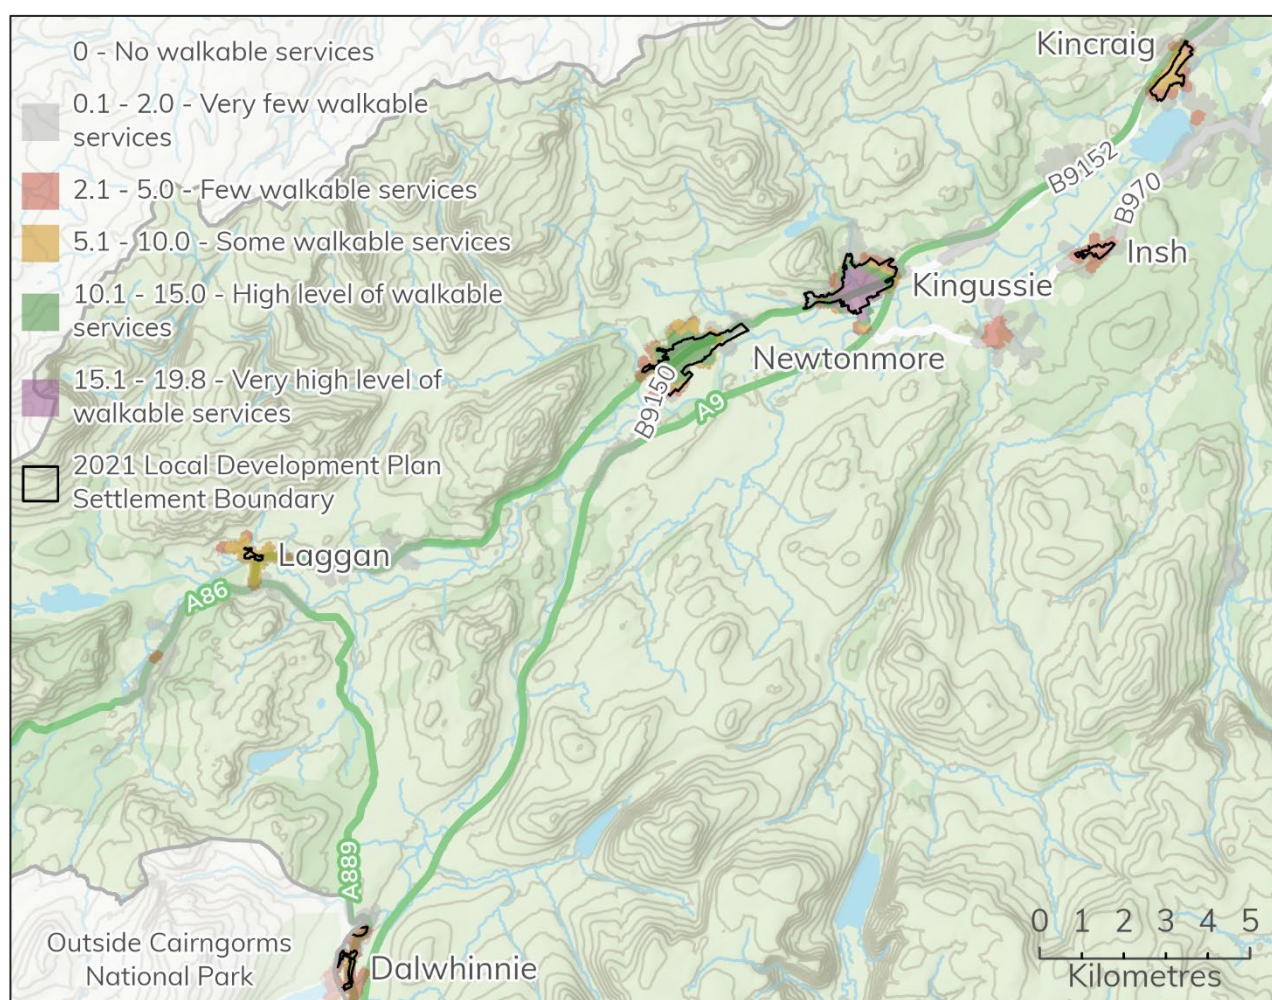 0 - No walkable services
0.1 - 2.0 - Very few walkable
services
2.1 - 5.0 - Few walkable services
5.1 - 10.0 - Some walkable services
10.1 - 15.0 - High level of walkable
services
15.1 - 19.8 - Very high level of
walkable services
2021 Local Development Plan
Settlement Boundary
Kincraig
B9152
B970
Insh
Kingussie
Newtonmore
B9150
A9
Laggan
A86
A889
Outside Cairngorms
National Park
Dalwhinnie
0 1 2 3 4 5
Kilometres